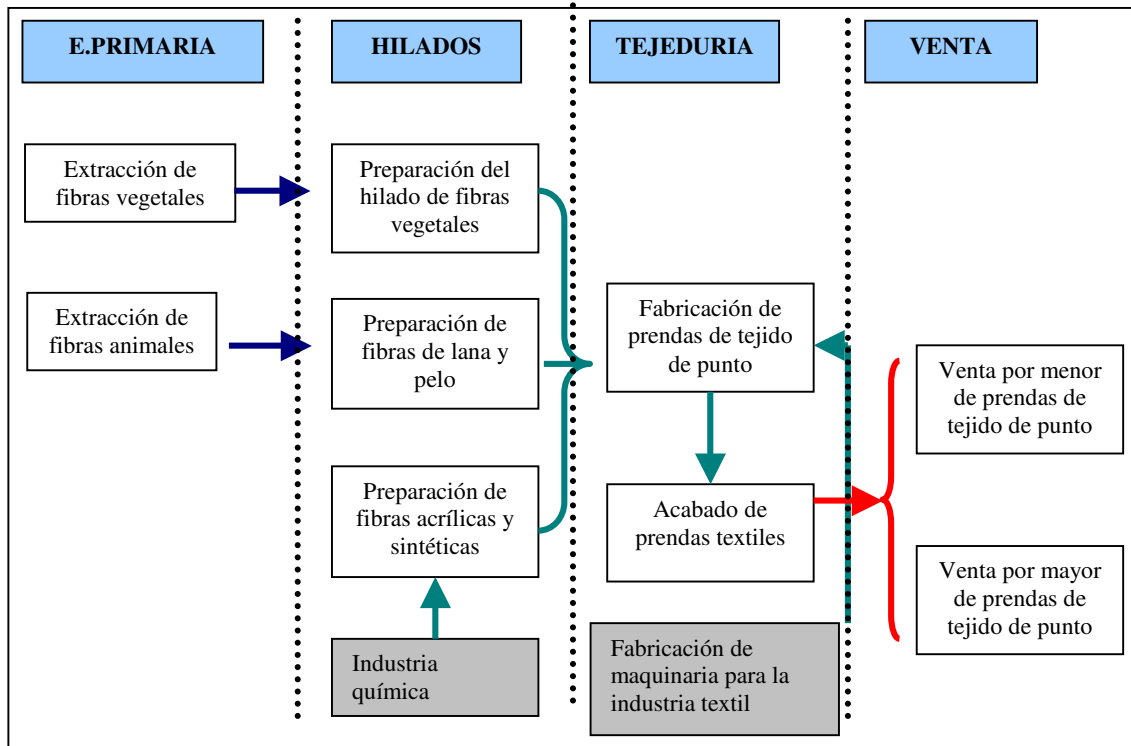 E.PRIMARIA
HILADOS
TEJEDURIA
VENTA
Extracción de
fibras vegetales
Preparación del
hilado de fibras
vegetales
Extracción de
fibras animales
Preparación de
fibras de lana y
pelo
Fabricación de
prendas de tejido
de punto
Venta por menor
de prendas de
tejido de punto
Preparación de
fibras acrílicas y
sintéticas
Acabado de
prendas textiles
Venta por mayor
de prendas de
tejido de punto
Industria
química
Fabricación de
maquinaria para la
industria textil